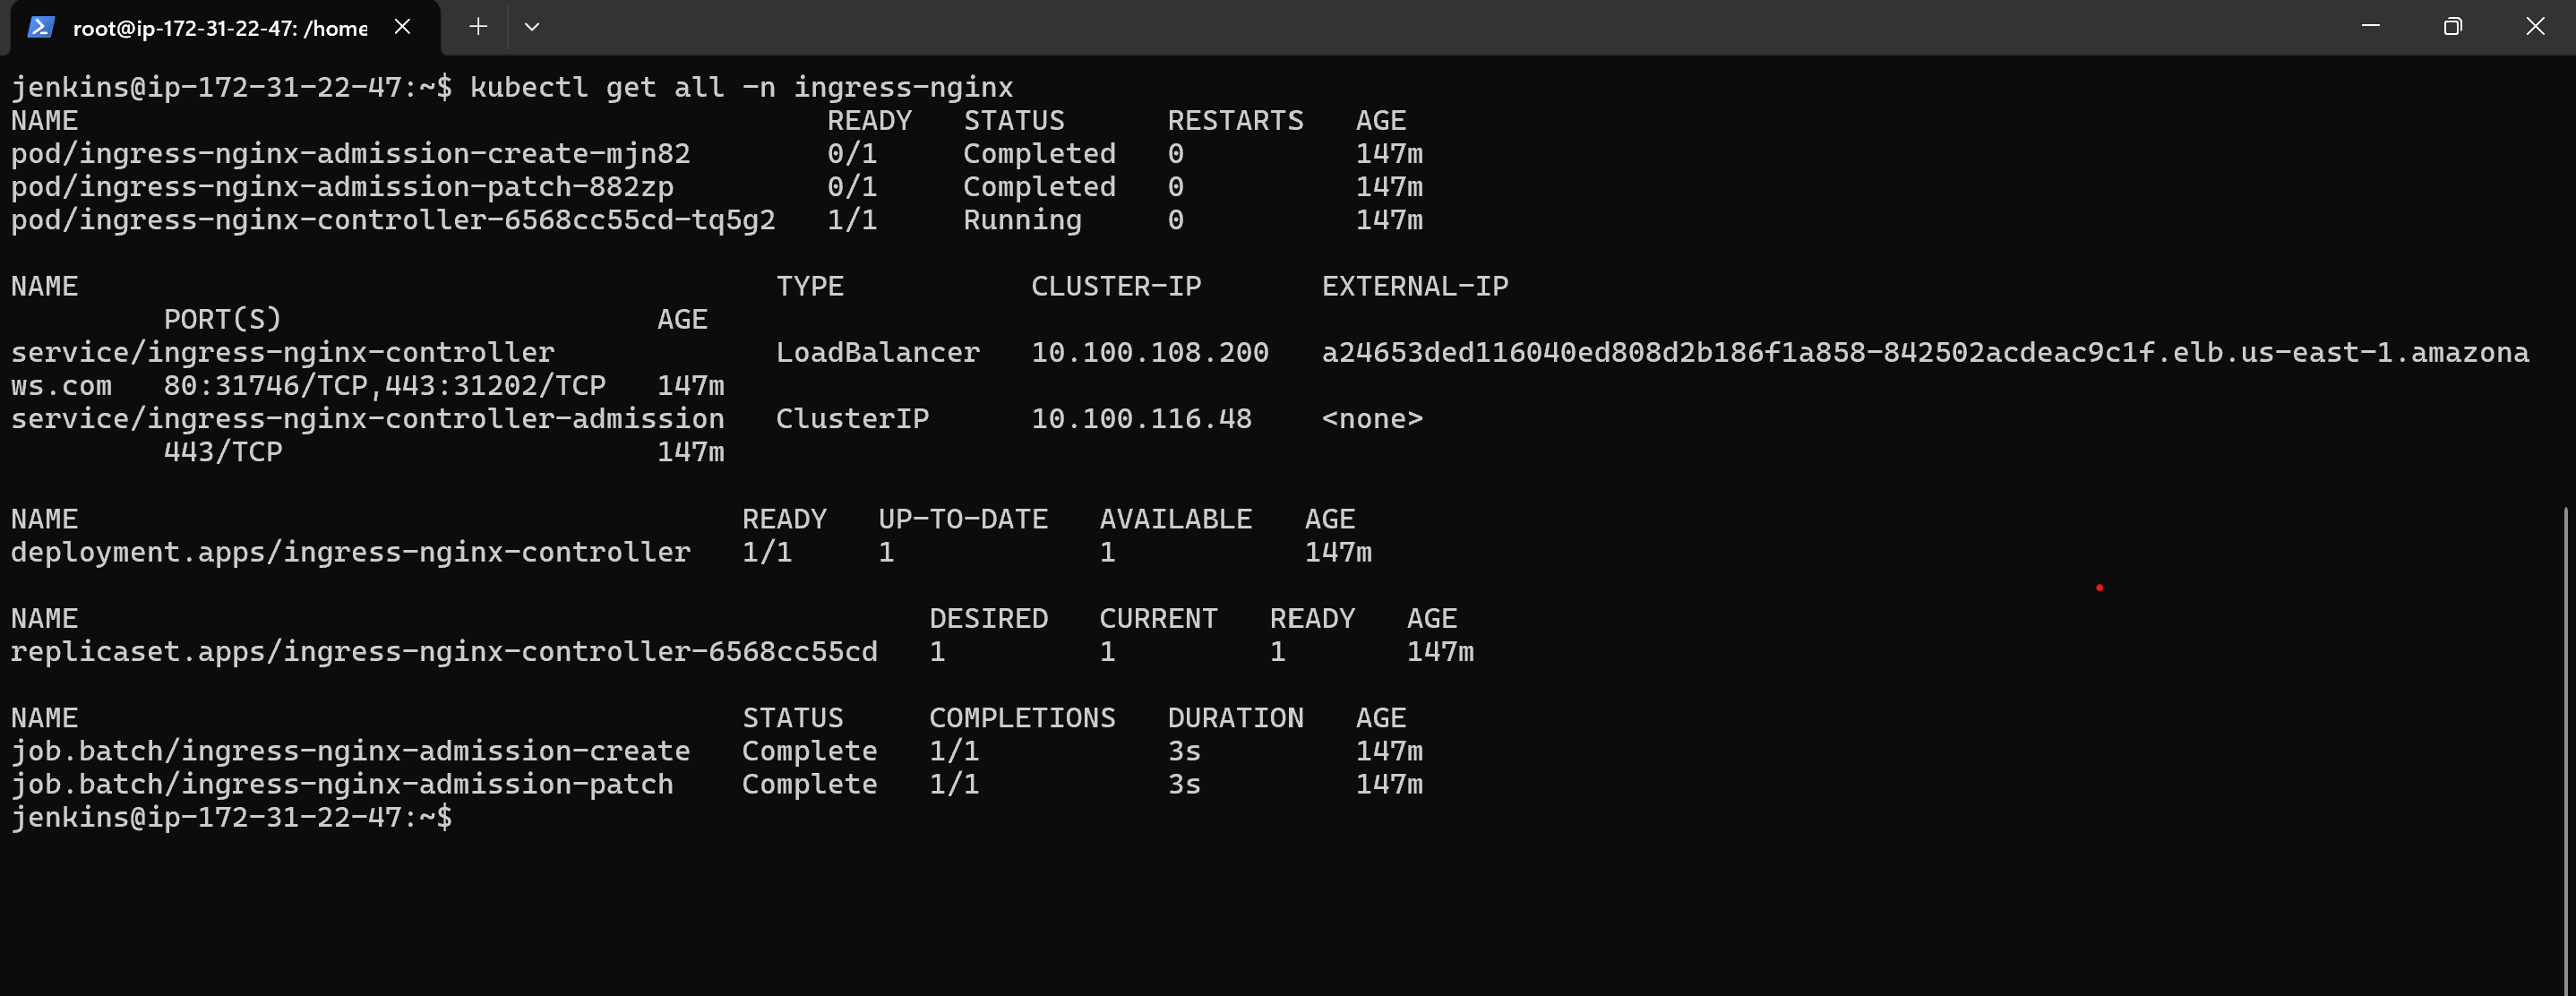 root@ip-172-31-22-47: /home
jenkins@ip-172-31-22-47:~$ kubectl get all -n ingress-nginx
NAME                                            READY   STATUS      RESTARTS   AGE
pod/ingress-nginx-admission-create-mjn82        0/1     Completed   0          147m
pod/ingress-nginx-admission-patch-882zp         0/1     Completed   0          147m
pod/ingress-nginx-controller-6568cc55cd-tq5g2   1/1     Running     0          147m
NAME                                         TYPE           CLUSTER-IP       EXTERNAL-IP
         PORT(S)                      AGE
service/ingress-nginx-controller             LoadBalancer   10.100.108.200   a24653ded116040ed808d2b186f1a858-842502acdeac9c1f.elb.us-east-1.amazona
ws.com   80:31746/TCP,443:31202/TCP   147m
service/ingress-nginx-controller-admission   ClusterIP      10.100.116.48    <none>
         443/TCP                      147m
NAME                                       READY   UP-TO-DATE   AVAILABLE   AGE
deployment.apps/ingress-nginx-controller   1/1     1            1           147m
NAME                                                  DESIRED   CURRENT   READY   AGE
replicaset.apps/ingress-nginx-controller-6568cc55cd   1         1         1       147m
NAME                                       STATUS     COMPLETIONS   DURATION   AGE
job.batch/ingress-nginx-admission-create   Complete   1/1           3s         147m
job.batch/ingress-nginx-admission-patch    Complete   1/1           3s         147m
jenkins@ip-172-31-22-47:~$